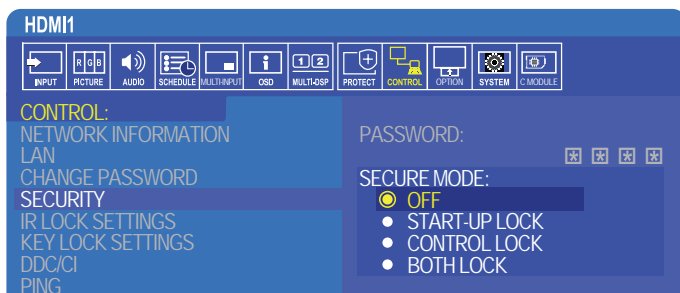 HDMI1
R G B
1 2
INPUT PICTURE AUDIO SCHEDULE MULTI-INPUT OSD MULTI-DSP PROTECT CONTROL OPTION SYSTEM C MODULE
CONTROL:
NETWORK INFORMATION
LAN
CHANGE PASSWORD
SECURITY
IR LOCK SETTINGS
KEY LOCK SETTINGS
DDC/CI
PING
PASSWORD:
* * * *
SECURE MODE:
OFF
START-UP LOCK
CONTROL LOCK
BOTH LOCK